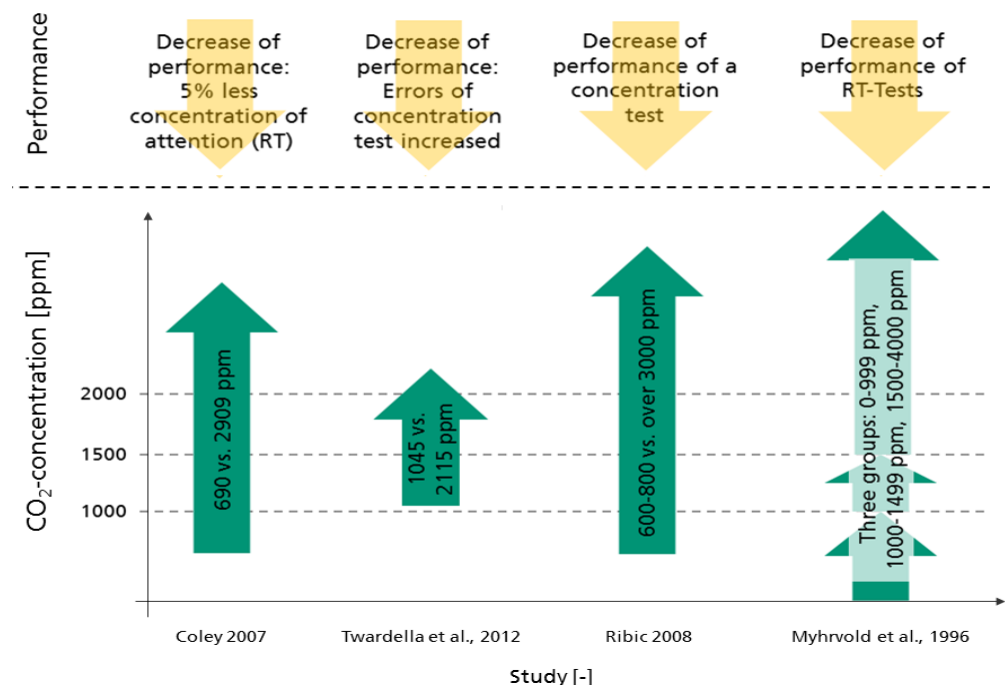 Performance
Decrease of
performance:
5% less
concentration of
attention (RT)
Decrease of
performance:
Errors of
concentration
test increased
Decrease of
performance of a
concentration
test
Decrease of
performance of
RT-Tests
CO₂-concentration [ppm]
2000
1500
1000
690 vs. 2909 ppm
1045 vs.
2115 ppm
600-800 vs. over 3000 ppm
Three groups: 0-999 ppm,
1000-1499 ppm, 1500-4000 ppm
Coley 2007
Twardella et al., 2012
Ribic 2008
Myhrvold et al., 1996
Study [-]